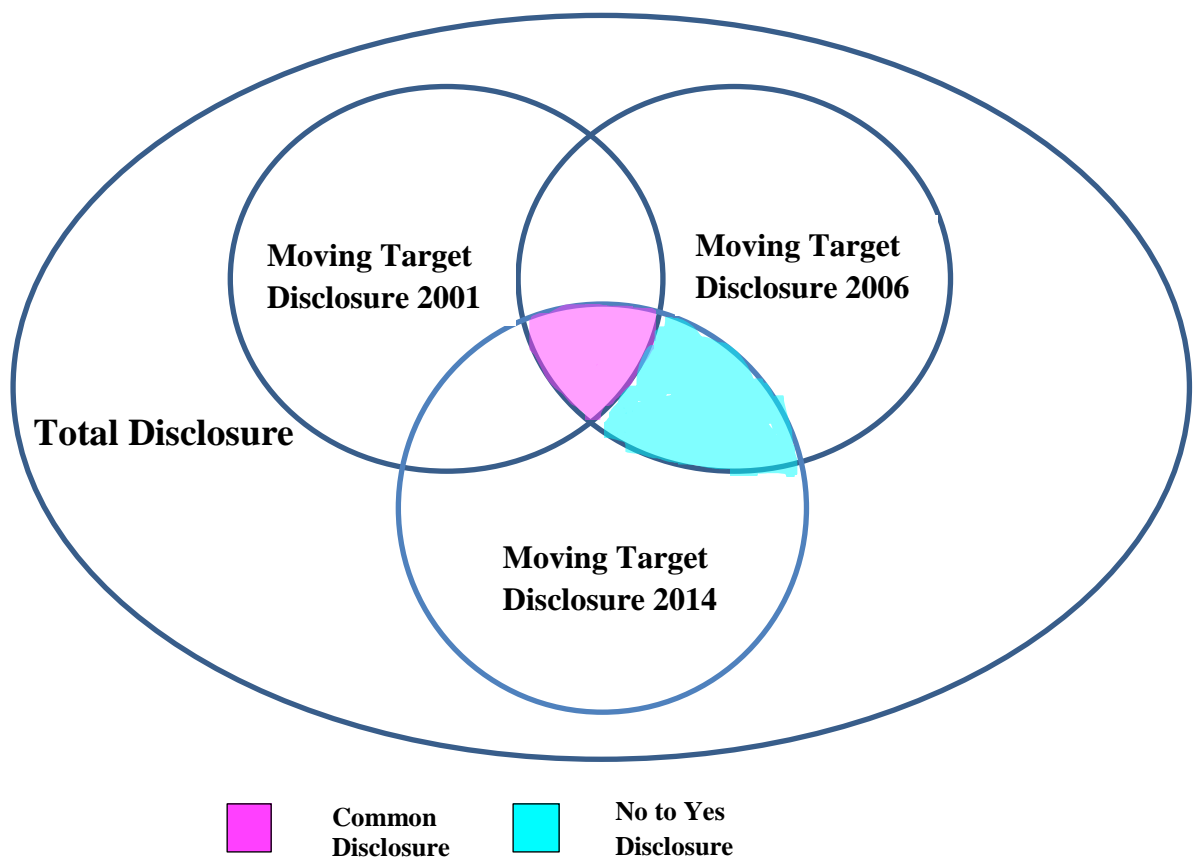 Moving Target
Disclosure 2001
Moving Target
Disclosure 2006
Total Disclosure
Moving Target
Disclosure 2014
Common
Disclosure
No to Yes
Disclosure